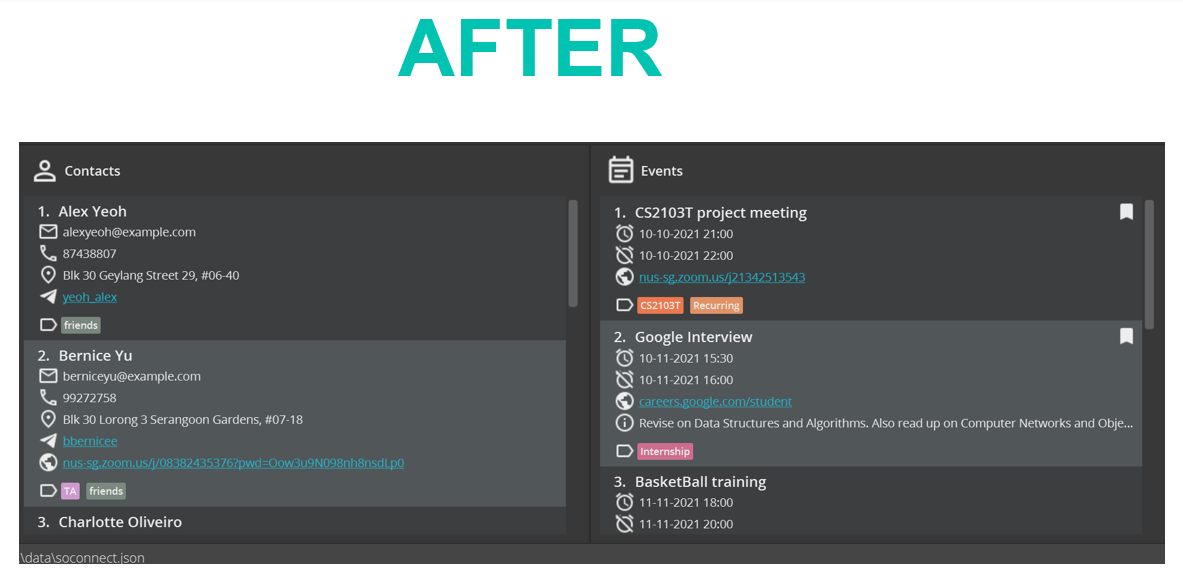 AFTER
Contacts
1. Alex Yeoh
alexyeoh@example.com
87438807
Blk 30 Geylang Street 29, #06-40
yeoh_alex
friends
2. Bernice Yu
berniceyu@example.com
99272758
Blk 30 Lorong 3 Serangoon Gardens, #07-18
bbernicee
nus-sg.zoom.us/j/08382435376?pwd=Oow3u9N098nh8nsdLp0
TA friends
3. Charlotte Oliveiro
Events
1. CS2103T project meeting
10-10-2021 21:00
10-10-2021 22:00
nus-sg.zoom.us/j21342513543
CS2103T Recurring
2. Google Interview
10-11-2021 15:30
10-11-2021 16:00
careers.google.com/student
Revise on Data Structures and Algorithms. Also read up on Computer Networks and Obje...
Internship
3. BasketBall training
11-11-2021 18:00
11-11-2021 20:00
\data\soconnect.json